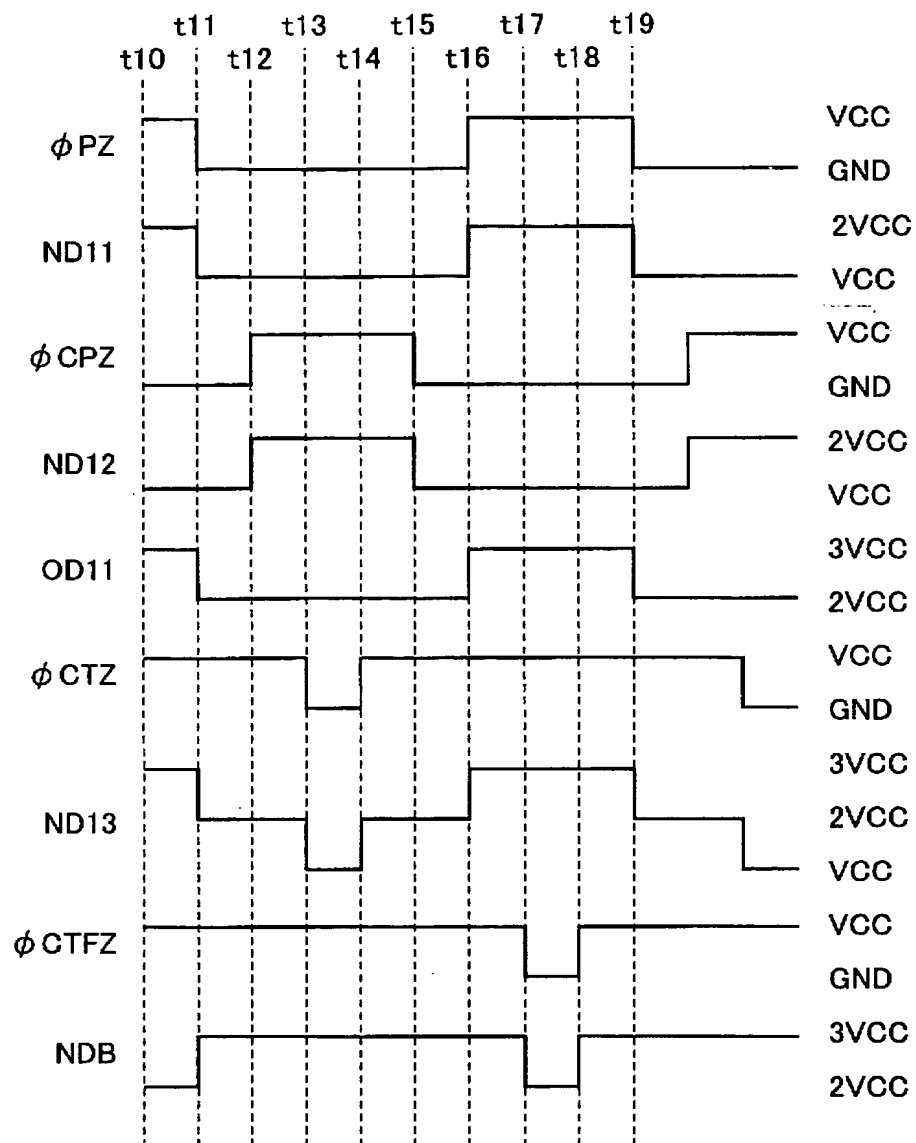 t11 t13 t15 t17 t19
t10 t12 t14 t16 t18
φPZ VCC
GND
ND11 2VCC
VCC
φCPZ VCC
GND
ND12 2VCC
VCC
OD11 3VCC
2VCC
φCTZ VCC
GND
ND13 3VCC
2VCC
VCC
φCTFZ VCC
GND
NDB 3VCC
2VCC